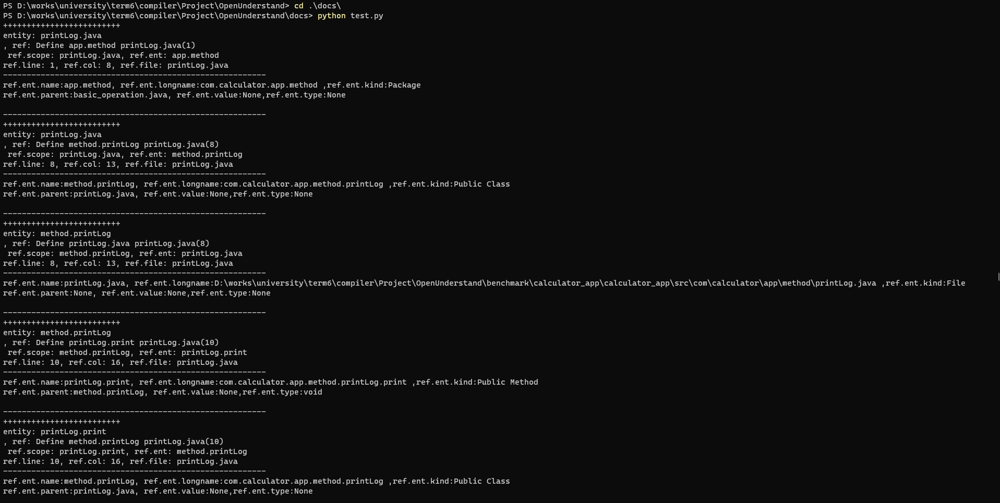 PS D:\works\university\term6\compiler\Project\OpenUnderstand> cd .\docs\
PS D:\works\university\term6\compiler\Project\OpenUnderstand\docs> python test.py
+++++++++++++++++++++++++
entity: printLog.java
, ref: Define app.method printLog.java(1)
 ref.scope: printLog.java, ref.ent: app.method
ref.line: 1, ref.col: 8, ref.file: printLog.java
--------------------------------------------------------
ref.ent.name:app.method, ref.ent.longname:com.calculator.app.method ,ref.ent.kind:Package
ref.ent.parent:basic_operation.java, ref.ent.value:None,ref.ent.type:None

--------------------------------------------------------
+++++++++++++++++++++++++
entity: printLog.java
, ref: Define method.printLog printLog.java(8)
 ref.scope: printLog.java, ref.ent: method.printLog
ref.line: 8, ref.col: 13, ref.file: printLog.java
--------------------------------------------------------
ref.ent.name:method.printLog, ref.ent.longname:com.calculator.app.method.printLog ,ref.ent.kind:Public Class
ref.ent.parent:printLog.java, ref.ent.value:None,ref.ent.type:None

--------------------------------------------------------
+++++++++++++++++++++++++
entity: method.printLog
, ref: Define printLog.java printLog.java(8)
 ref.scope: method.printLog, ref.ent: printLog.java
ref.line: 8, ref.col: 13, ref.file: printLog.java
--------------------------------------------------------
ref.ent.name:printLog.java, ref.ent.longname:D:\works\university\term6\compiler\Project\OpenUnderstand\benchmark\calculator_app\calculator_app\src\com\calculator\app\method\printLog.java ,ref.ent.kind:File
ref.ent.parent:None, ref.ent.value:None,ref.ent.type:None

--------------------------------------------------------
+++++++++++++++++++++++++
entity: method.printLog
, ref: Define printLog.print printLog.java(10)
 ref.scope: method.printLog, ref.ent: printLog.print
ref.line: 10, ref.col: 16, ref.file: printLog.java
--------------------------------------------------------
ref.ent.name:printLog.print, ref.ent.longname:com.calculator.app.method.printLog.print ,ref.ent.kind:Public Method
ref.ent.parent:method.printLog, ref.ent.value:None,ref.ent.type:void

--------------------------------------------------------
+++++++++++++++++++++++++
entity: printLog.print
, ref: Define method.printLog printLog.java(10)
 ref.scope: printLog.print, ref.ent: method.printLog
ref.line: 10, ref.col: 16, ref.file: printLog.java
--------------------------------------------------------
ref.ent.name:method.printLog, ref.ent.longname:com.calculator.app.method.printLog ,ref.ent.kind:Public Class
ref.ent.parent:printLog.java, ref.ent.value:None,ref.ent.type:None